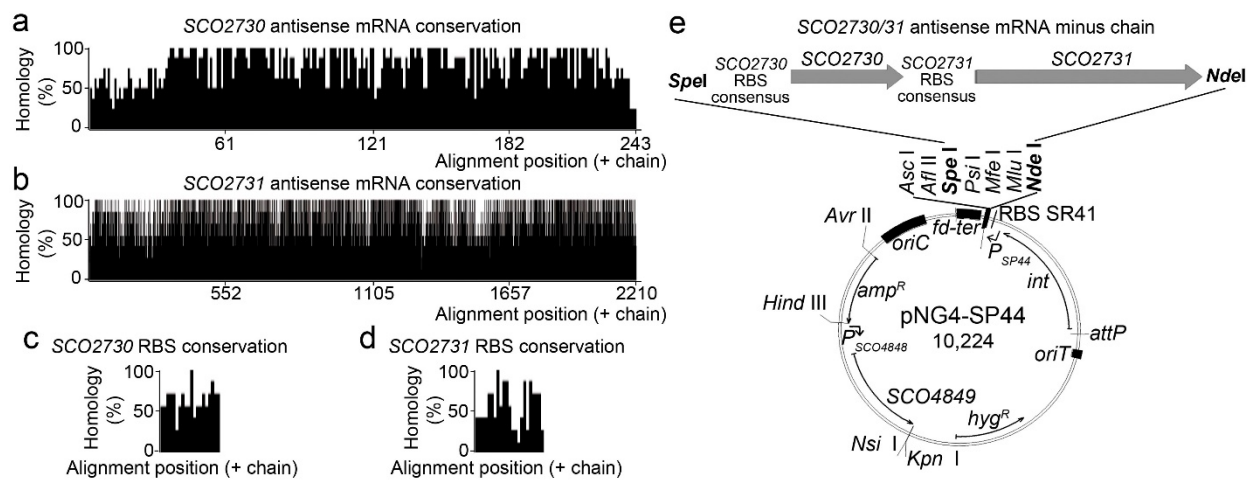 a
SCO2730 antisense mRNA conservation
Homology
(%)
100
50
0
61 121 182 243
Alignment position (+ chain)
b
SCO2731 antisense mRNA conservation
Homology
(%)
100
50
0
552 1105 1657 2210
Alignment position (+ chain)
c
SCO2730 RBS conservation
Homology
(%)
100
50
0
Alignment position (+ chain)
d
SCO2731 RBS conservation
Homology
(%)
100
50
0
Alignment position (+ chain)
e
SCO2730/31 antisense mRNA minus chain
SpeI
SCO2730
RBS
consensus
SCO2730
SCO2731
RBS
consensus
SCO2731
NdeI
Asc I
Afl II
Spe I
Psi I
Mfe I
Mlu I
Nde I
RBS SR41
Avr II
oriC
fd-ter
PSP44
int
ampR
Hind III
pNG4-SP44
10,224
attP
PSCO4848
oriT
SCO4849
hygR
Nsi I
Kpn I